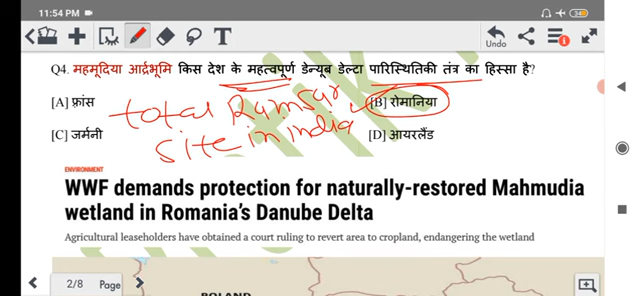 11:54 PM
34
T
Undo
Q4. महमूदिया आर्द्रभूमि किस देश के महत्वपूर्ण डेन्यूब डेल्टा पारिस्थितिकी तंत्र का हिस्सा है?
[A] फ्रांस
[B] रोमानिया
total Ramsar
site in india
[C] जर्मनी
[D] आयरलैंड
ENVIRONMENT
WWF demands protection for naturally-restored Mahmudia
wetland in Romania's Danube Delta
Agricultural leaseholders have obtained a court ruling to revert area to cropland, endangering the wetland
2/8 Page
POLAND